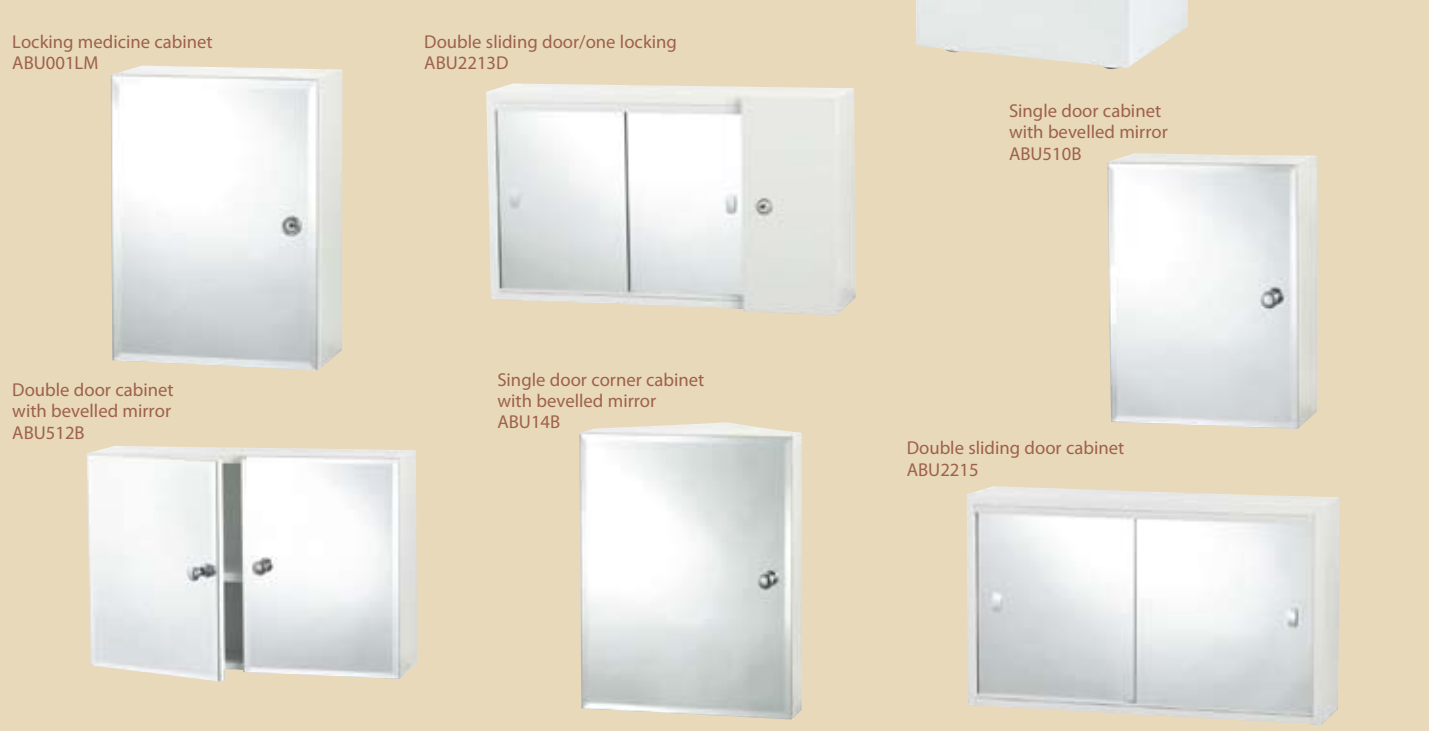 Locking medicine cabinet
ABU001LM
Double sliding door/one locking
ABU2213D
Single door cabinet
with bevelled mirror
ABU510B
Double door cabinet
with bevelled mirror
ABU512B
Single door corner cabinet
with bevelled mirror
ABU14B
Double sliding door cabinet
ABU2215